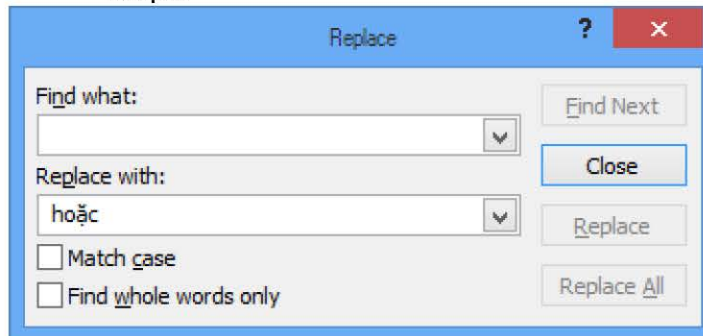 Replace
?
Find what:
Find Next
Close
Replace with:
hoặc
Replace
Match case
Find whole words only
Replace All